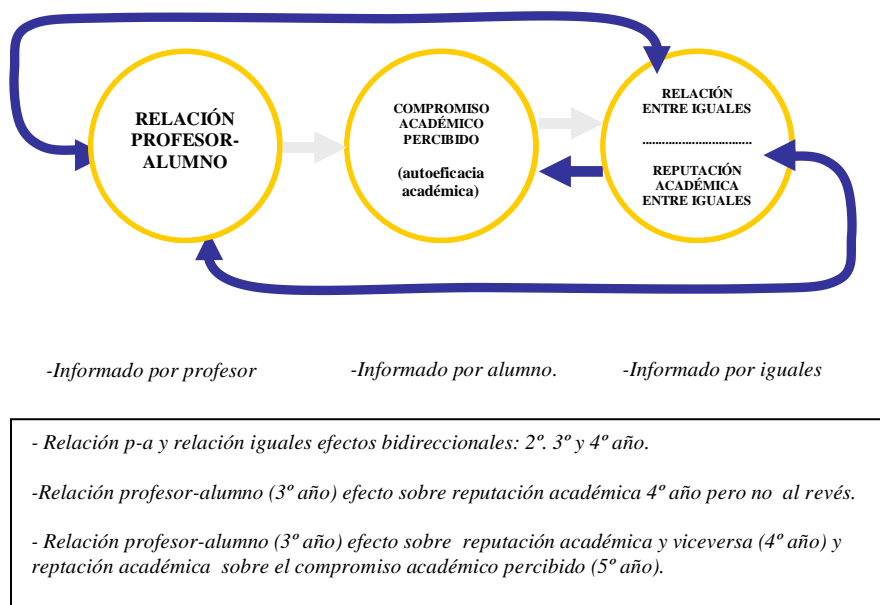 RELACIÓN
PROFESOR-
ALUMNO
COMPROMISO
ACADÉMICO
PERCIBIDO
(autoeficacia
académica)
RELACIÓN
ENTRE IGUALES
..................................
REPUTACIÓN
ACADÉMICA
ENTRE IGUALES
-Informado por profesor
-Informado por alumno.
-Informado por iguales
- Relación p-a y relación iguales efectos bidireccionales: 2º. 3º y 4º año.
-Relación profesor-alumno (3º año) efecto sobre reputación académica 4º año pero no al revés.
- Relación profesor-alumno (3º año) efecto sobre reputación académica y viceversa (4º año) y
reptación académica sobre el compromiso académico percibido (5º año).